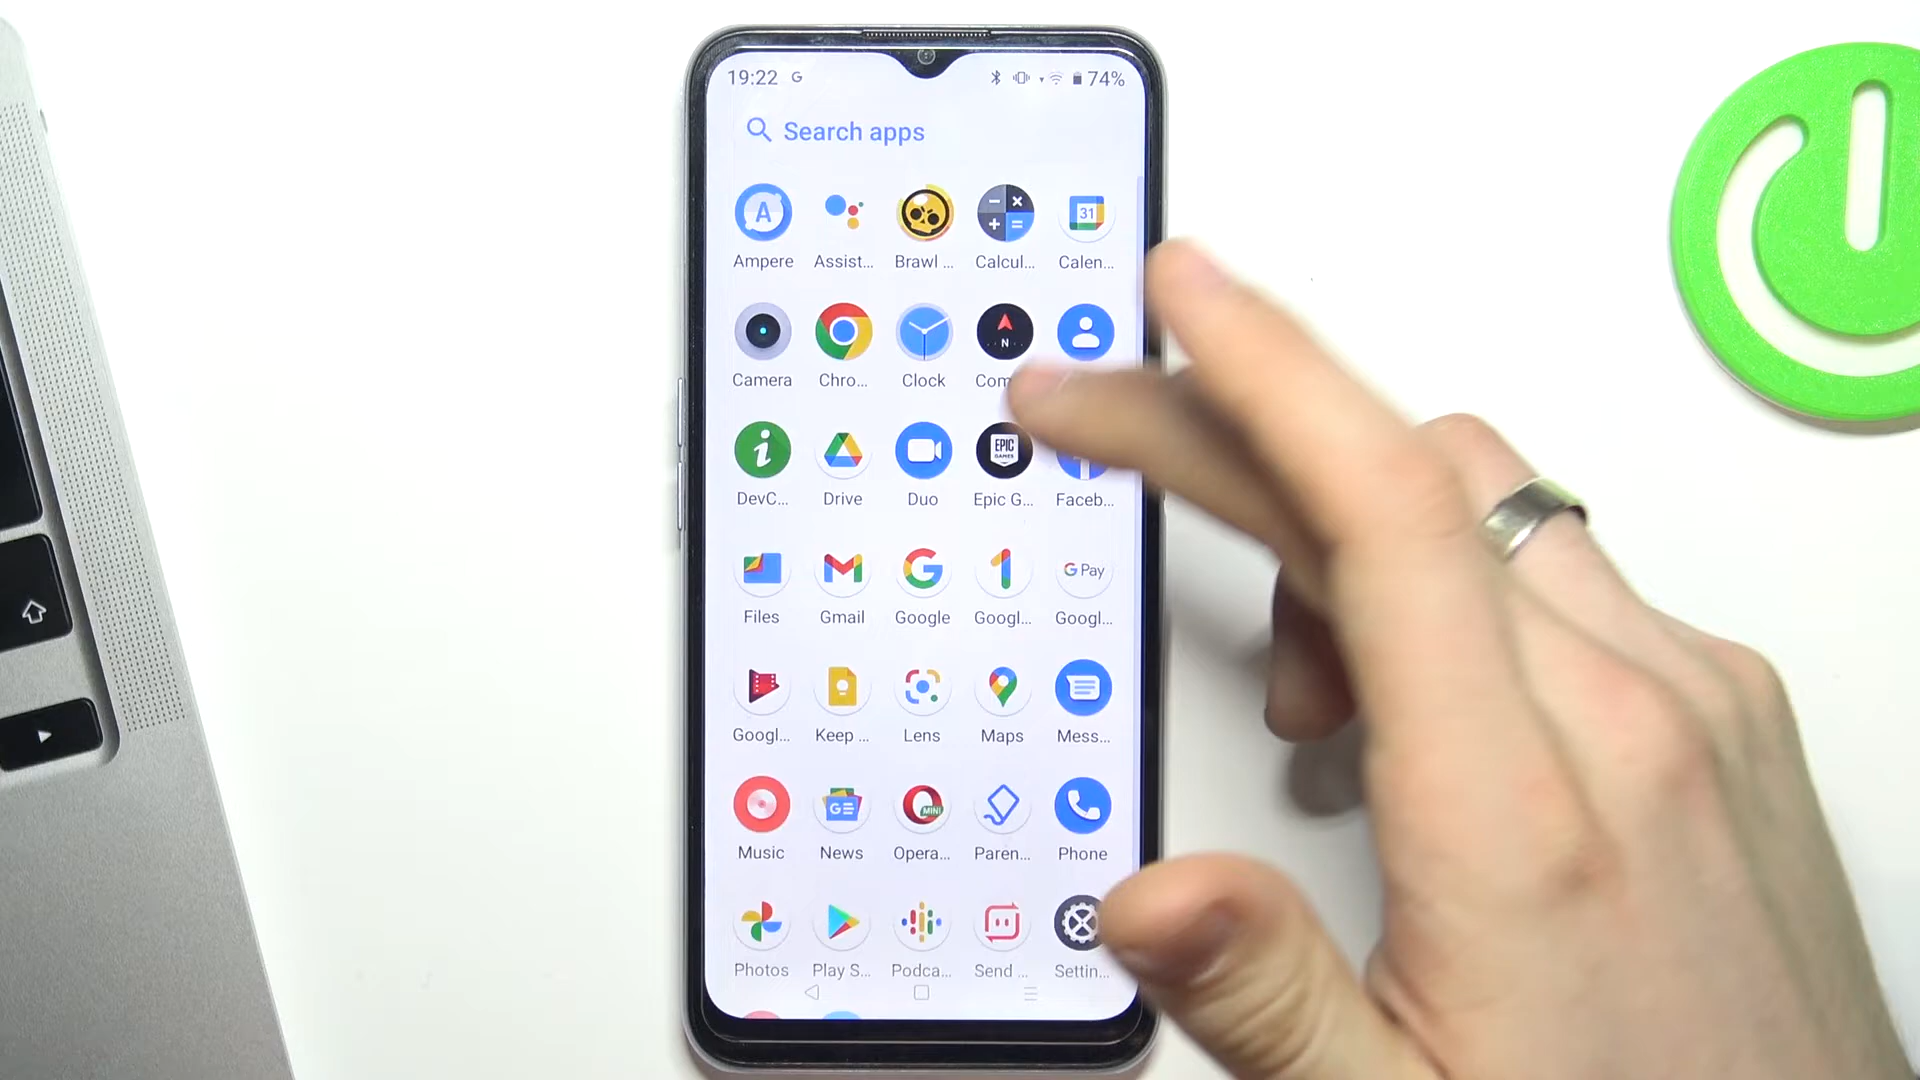 19:22 G 74%
Search apps
A
31
Ampere Assist... Brawl ... Calcul... Calen...
N
Camera Chro... Clock
EPIC
GAMES
DevC... Drive Duo Epic G... Faceb...
G Pay
Files Gmail Google Googl... Googl...
Googl... Keep ... Lens Maps Mess...
MINI
Music News Opera... Paren... Phone
Photos Play S... Podca... Send ... Settin...